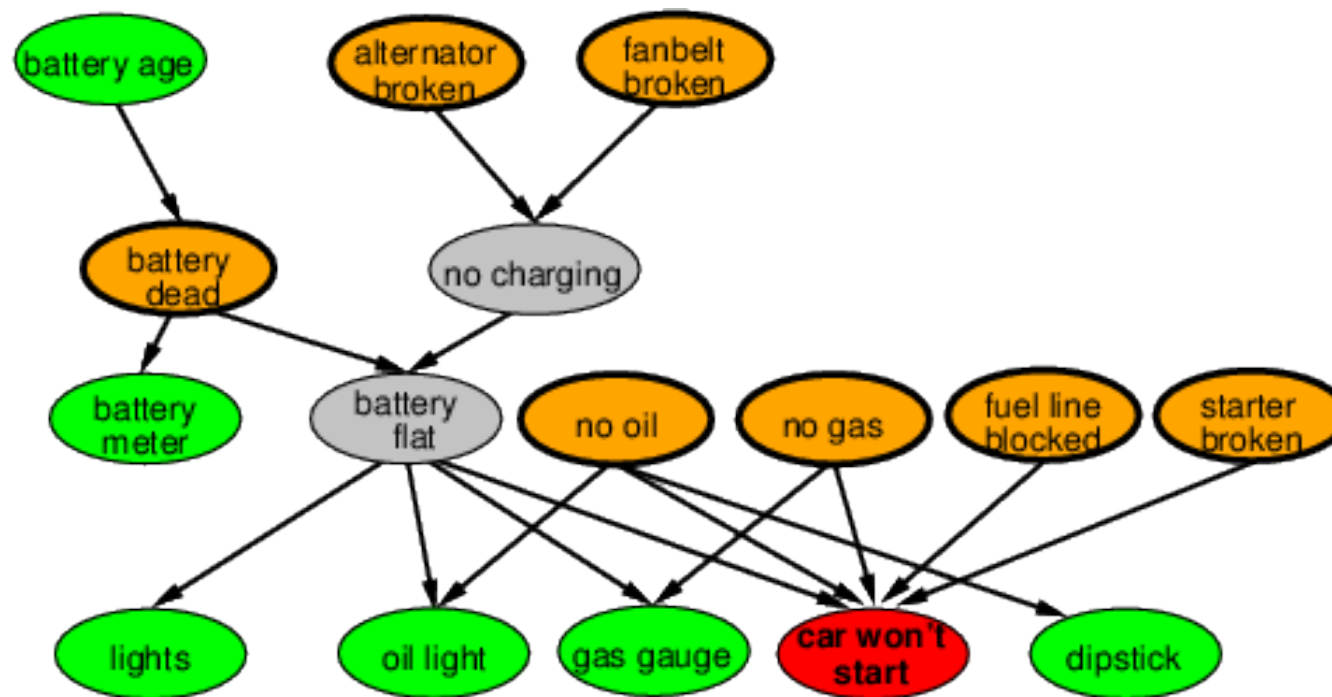 battery age
alternator
broken
fanbelt
broken
battery
dead
no charging
battery
meter
battery
flat
no oil
no gas
fuel line
blocked
starter
broken
lights
oil light
gas gauge
car won't
start
dipstick